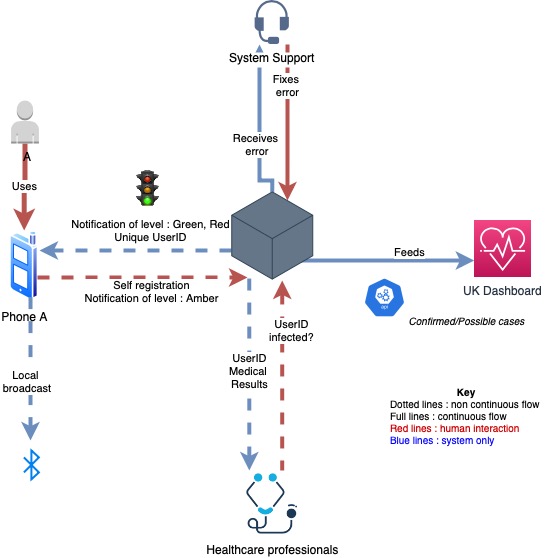 System Support
Fixes
error
Receives
error
A
Uses
Notification of level : Green, Red
Unique UserID
Feeds
UK Dashboard
Self registration
Notification of level : Amber
api
Confirmed/Possible cases
Phone A
UserID
infected?
Local
broadcast
UserID
Medical
Results
Key
Dotted lines : non continuous flow
Full lines : continuous flow
Red lines : human interaction
Blue lines : system only
Healthcare professionals